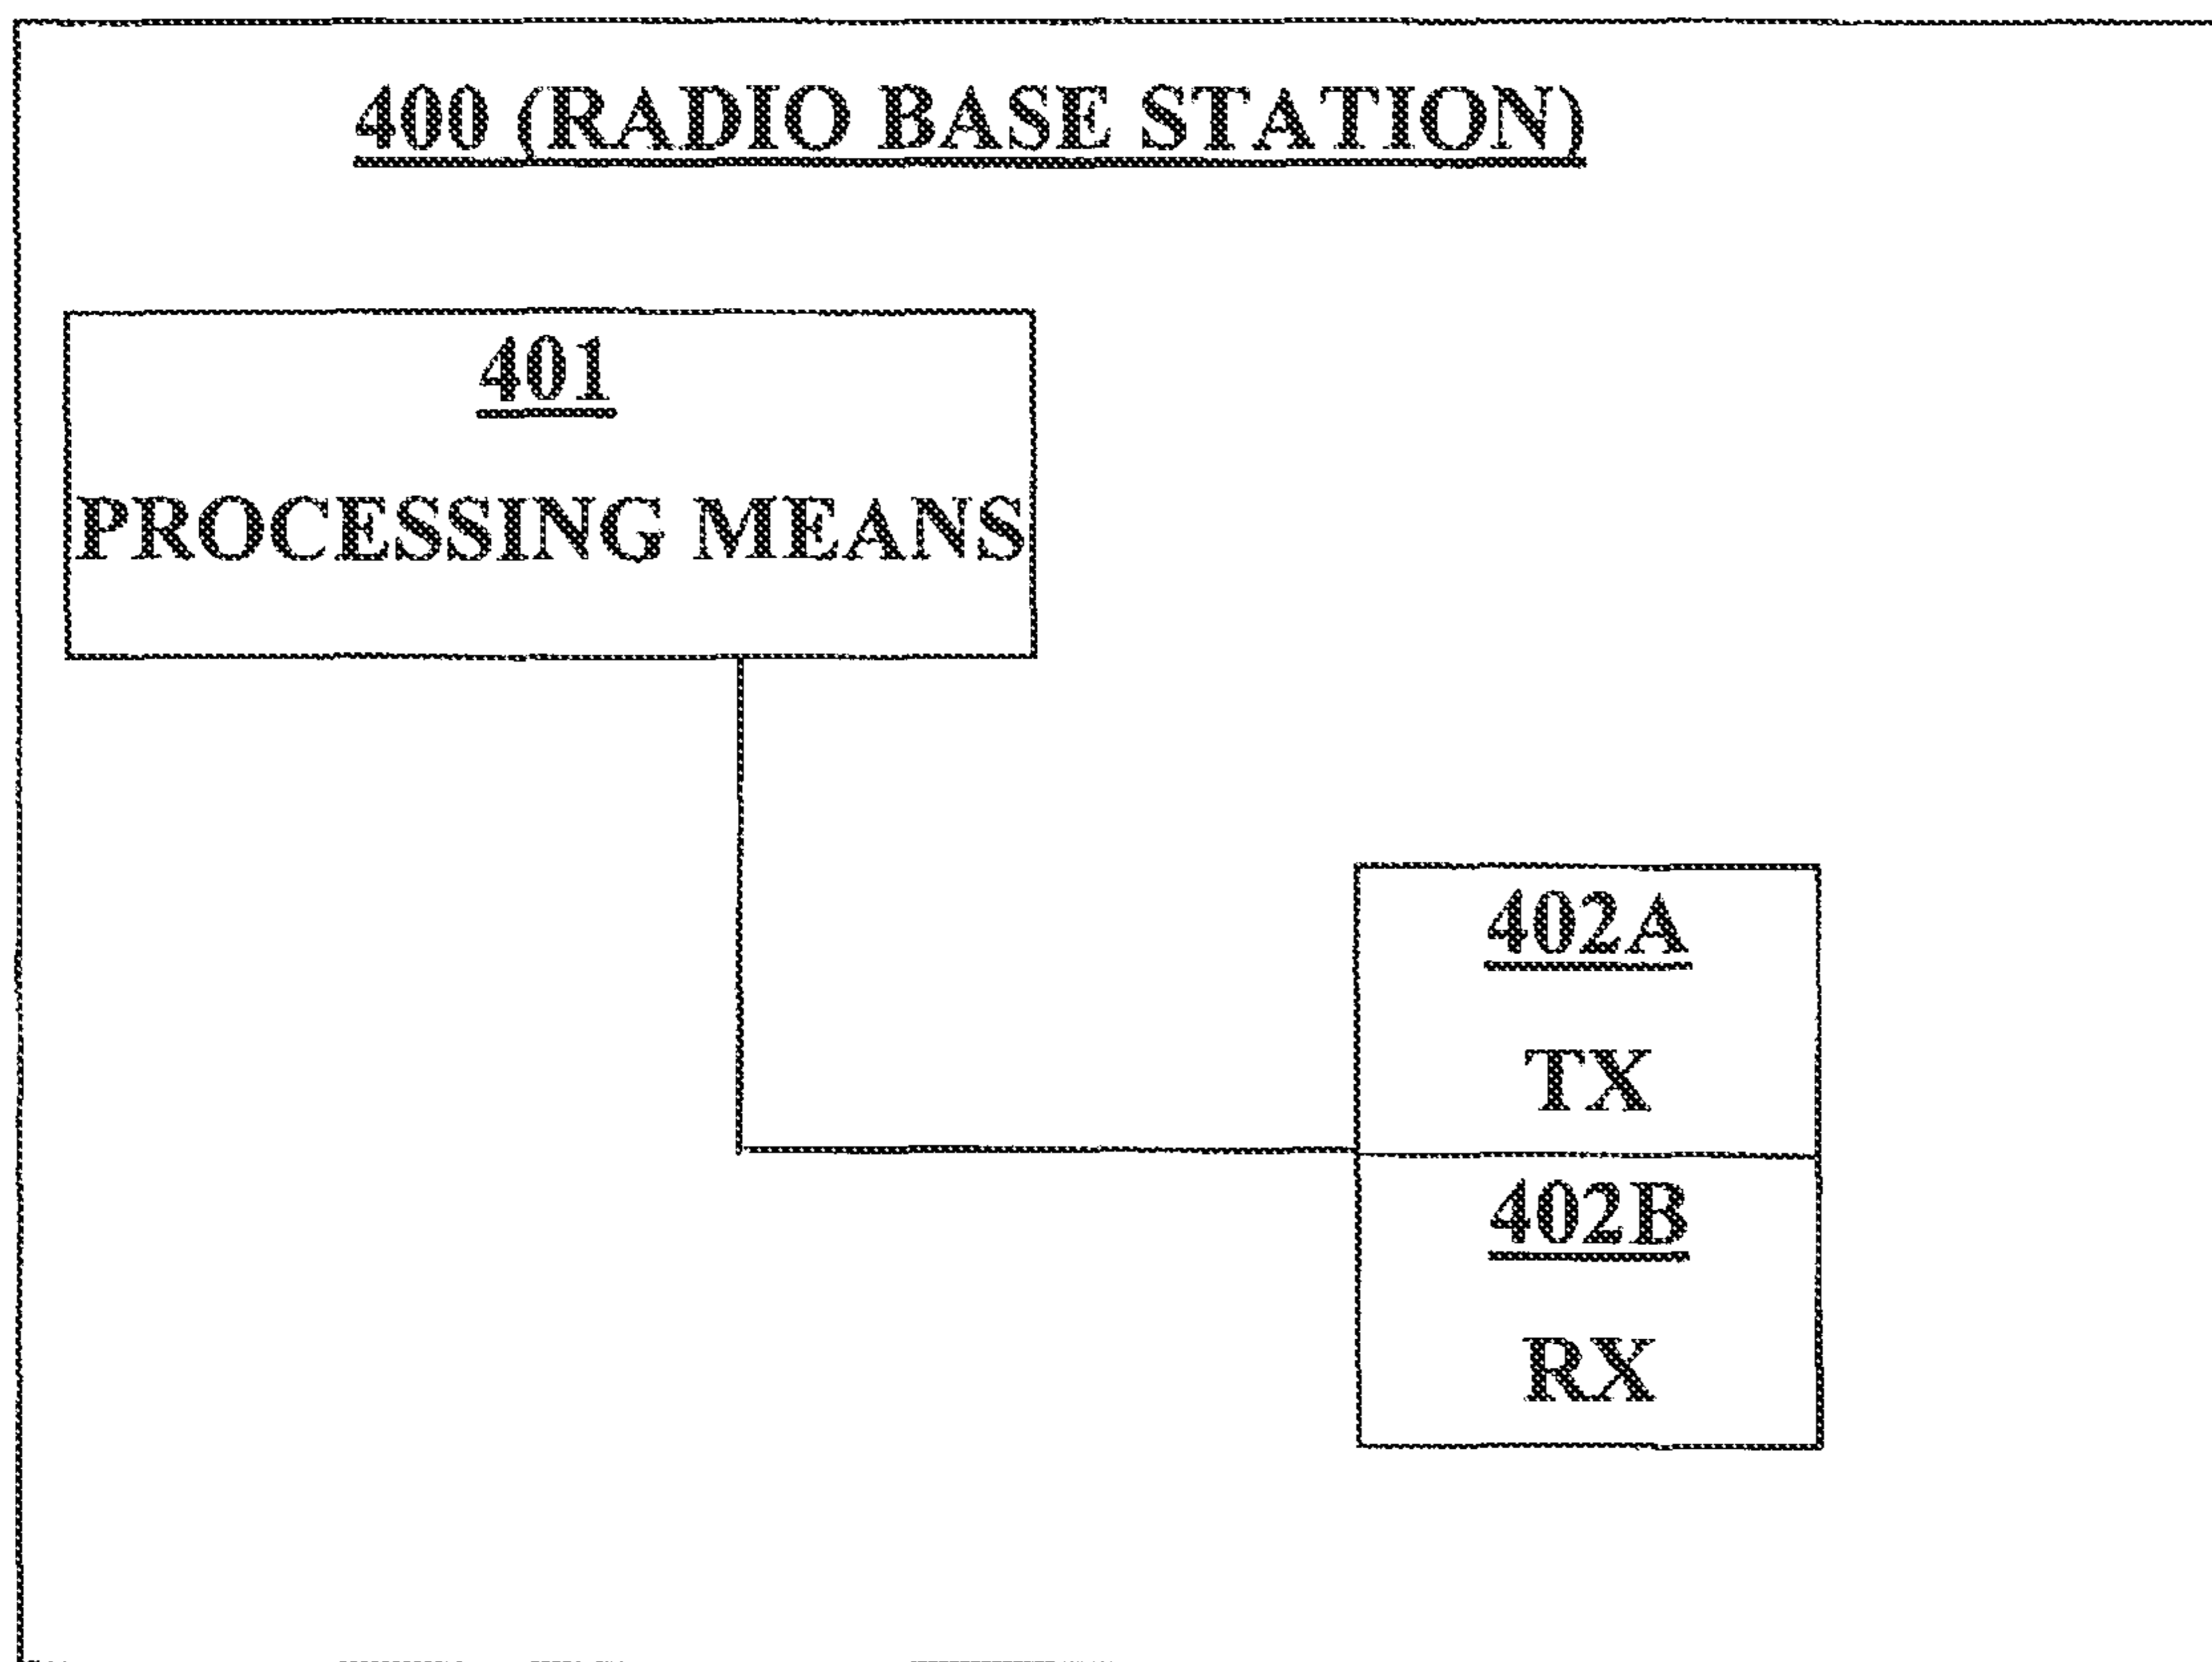 400 (RADIO BASE STATION)
401
PROCESSING MEANS
402A
TX
402B
RX